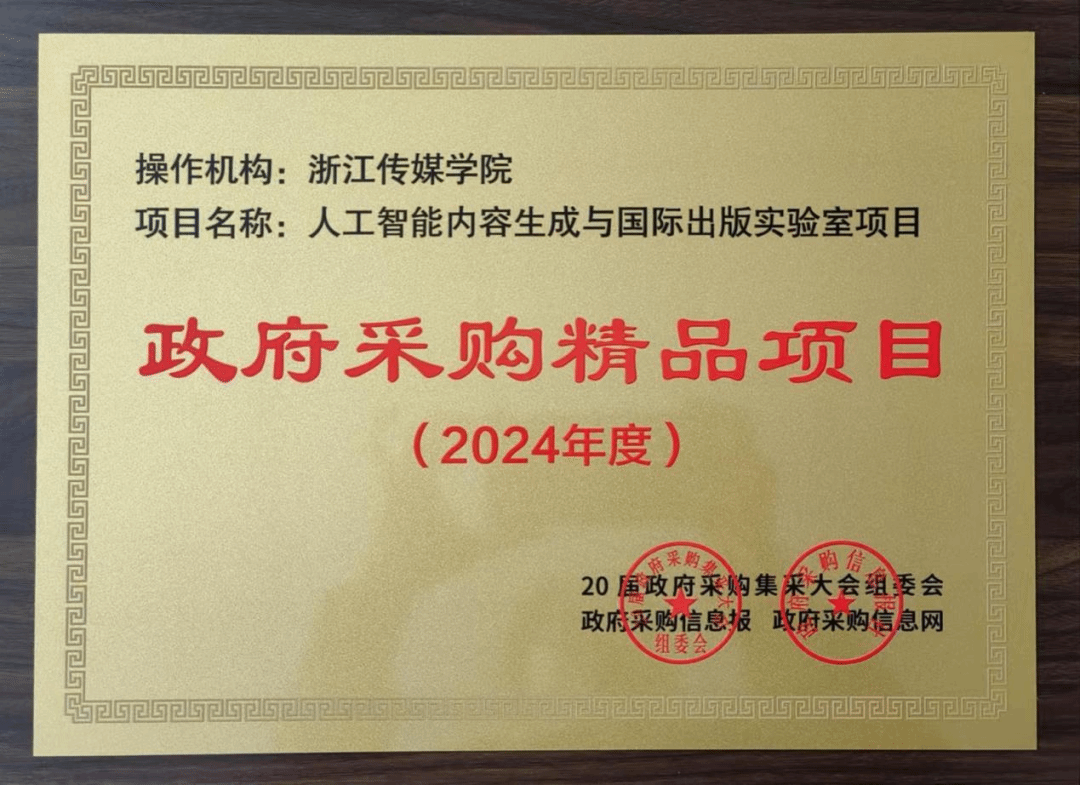 操作机构：浙江传媒学院
项目名称：人工智能内容生成与国际出版实验室项目
政府采购精品项目
（2024年度）
20届政府采购集采大会组委会
政府采购信息报 政府采购信息网
组委会